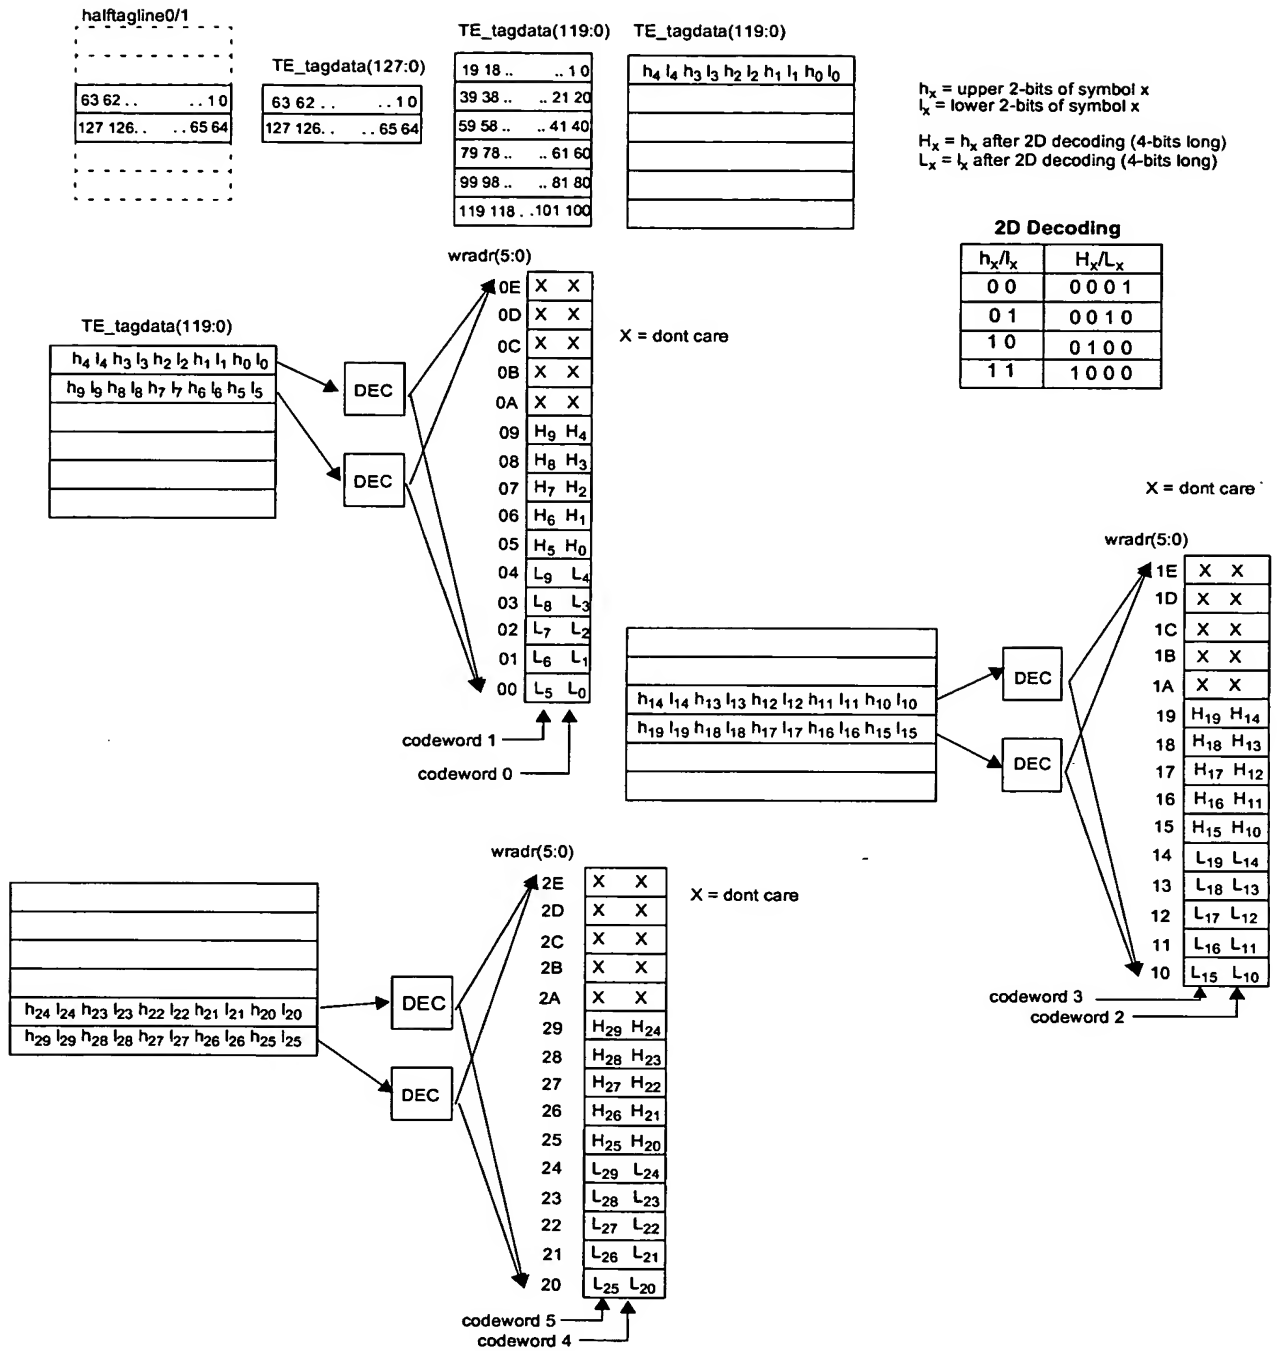 halftagline0/1
63 62 . . . . 1 0
127 126. . . . 65 64
TE_tagdata(127:0)
63 62 . . . . 1 0
127 126. . . . 65 64
TE_tagdata(119:0)
19 18 .. .. 1 0
39 38 .. .. 21 20
59 58 .. .. 41 40
79 78 .. .. 61 60
99 98 .. .. 81 80
119 118 . . 101 100
TE_tagdata(119:0)
h4 l4 h3 l3 h2 l2 h1 l1 h0 l0
hx = upper 2-bits of symbol x
lx = lower 2-bits of symbol x
Hx = hx after 2D decoding (4-bits long)
Lx = lx after 2D decoding (4-bits long)
2D Decoding
hx/lx Hx/Lx
0 0 0 0 0 1
0 1 0 0 1 0
1 0 0 1 0 0
1 1 1 0 0 0
TE_tagdata(119:0)
h4 l4 h3 l3 h2 l2 h1 l1 h0 l0
h9 l9 h8 l8 h7 l7 h6 l6 h5 l5
DEC
DEC
wradr(5:0)
0E X X
0D X X
0C X X
0B X X
0A X X
09 H9 H4
08 H8 H3
07 H7 H2
06 H6 H1
05 H5 H0
04 L9 L4
03 L8 L3
02 L7 L2
01 L6 L1
00 L5 L0
X = dont care
codeword 1
codeword 0
h14 l14 h13 l13 h12 l12 h11 l11 h10 l10
h19 l19 h18 l18 h17 l17 h16 l16 h15 l15
DEC
DEC
X = dont care
wradr(5:0)
1E X X
1D X X
1C X X
1B X X
1A X X
19 H19 H14
18 H18 H13
17 H17 H12
16 H16 H11
15 H15 H10
14 L19 L14
13 L18 L13
12 L17 L12
11 L16 L11
10 L15 L10
codeword 3
codeword 2
h24 l24 h23 l23 h22 l22 h21 l21 h20 l20
h29 l29 h28 l28 h27 l27 h26 l26 h25 l25
DEC
DEC
wradr(5:0)
2E X X
2D X X
2C X X
2B X X
2A X X
29 H29 H24
28 H28 H23
27 H27 H22
26 H26 H21
25 H25 H20
24 L29 L24
23 L28 L23
22 L27 L22
21 L26 L21
20 L25 L20
X = dont care
codeword 5
codeword 4